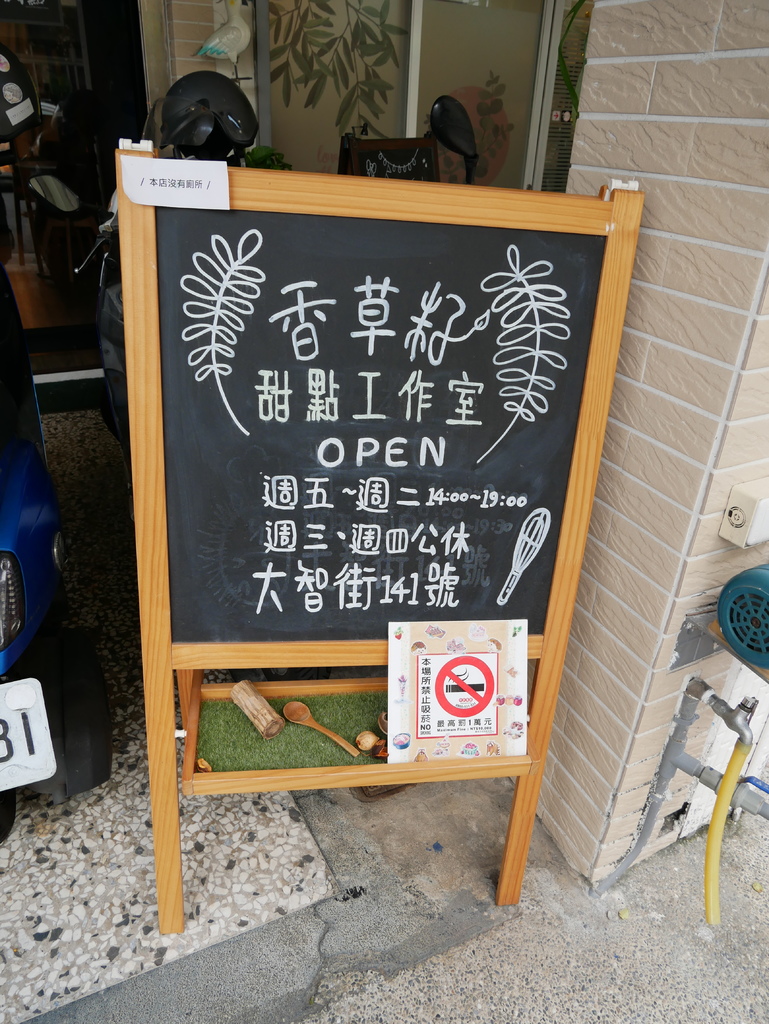 / 本店沒有廁所 /
香草籽
甜點工作室
OPEN
週五~週二 14:00~19:00
週三、週四公休
大智街141號
本場所禁止吸菸
最高罰1萬元
31